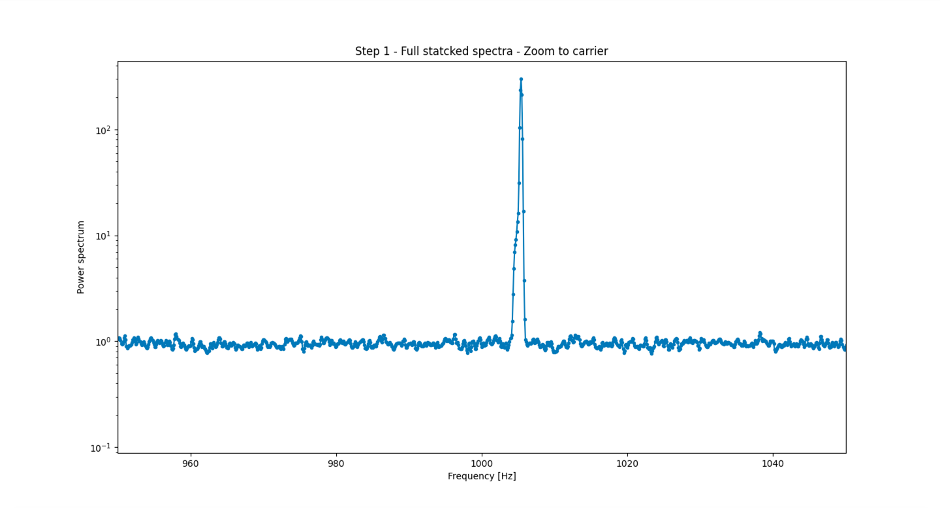 Step 1 - Full statcked spectra - Zoom to carrier
Power spectrum
10²
10¹
10⁰
10⁻¹
960 980 1000 1020 1040
Frequency [Hz]